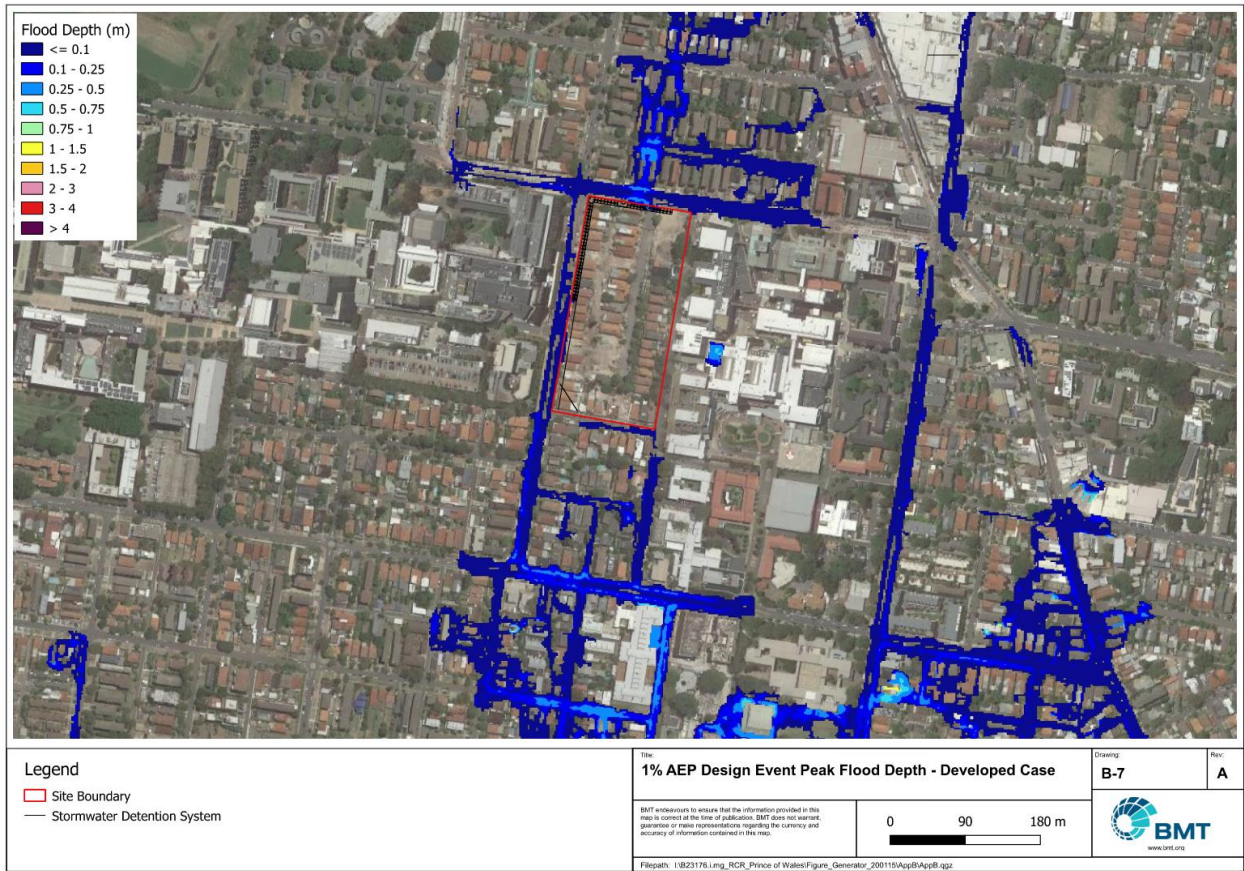 Flood Depth (m)
<= 0.1
0.1 - 0.25
0.25 - 0.5
0.5 - 0.75
0.75 - 1
1 - 1.5
1.5 - 2
2 - 3
3 - 4
> 4
Legend
Site Boundary
Stormwater Detention System
Title:
1% AEP Design Event Peak Flood Depth - Developed Case
BMT endeavours to ensure that the information provided in this
map is correct at the time of publication. BMT does not warrant,
guarantee or make representations regarding the currency and
accuracy of information contained in this map.
0 90 180 m
Drawing:
B-7
Rev:
A
BMT
www.bmt.org
Filepath: I:\B23176.i.mg_RCR_Prince of Wales\Figure_Generator_200115\AppB\AppB.qgz